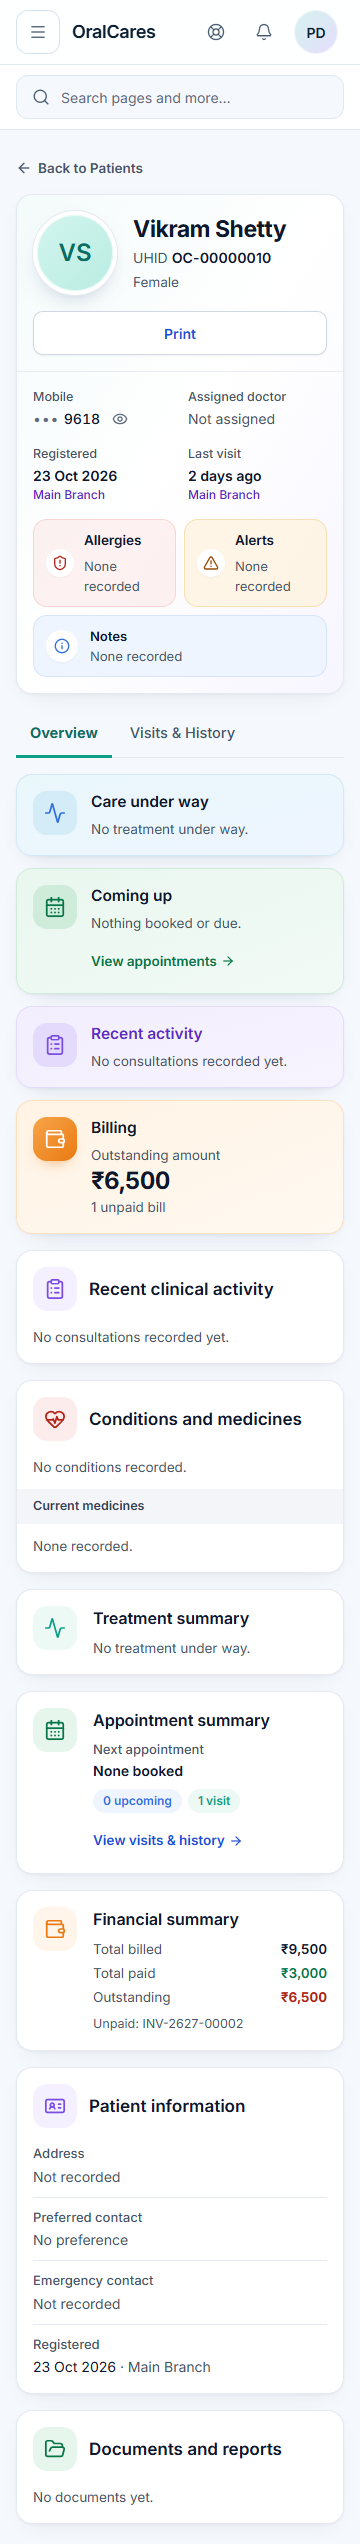 OralCares
PD
Search pages and more...
Back to Patients
VS
Vikram Shetty
UHID OC-00000010
Female
Print
Mobile
Assigned doctor
••• 9618
Not assigned
Registered
Last visit
23 Oct 2026
2 days ago
Main Branch
Main Branch
Allergies
None
recorded
Alerts
None
recorded
Notes
None recorded
Overview
Visits & History
Care under way
No treatment under way.
Coming up
Nothing booked or due.
View appointments →
Recent activity
No consultations recorded yet.
Billing
Outstanding amount
₹6,500
1 unpaid bill
Recent clinical activity
No consultations recorded yet.
Conditions and medicines
No conditions recorded.
Current medicines
None recorded.
Treatment summary
No treatment under way.
Appointment summary
Next appointment
None booked
0 upcoming
1 visit
View visits & history →
Financial summary
Total billed ₹9,500
Total paid ₹3,000
Outstanding ₹6,500
Unpaid: INV-2627-00002
Patient information
Address
Not recorded
Preferred contact
No preference
Emergency contact
Not recorded
Registered
23 Oct 2026 · Main Branch
Documents and reports
No documents yet.